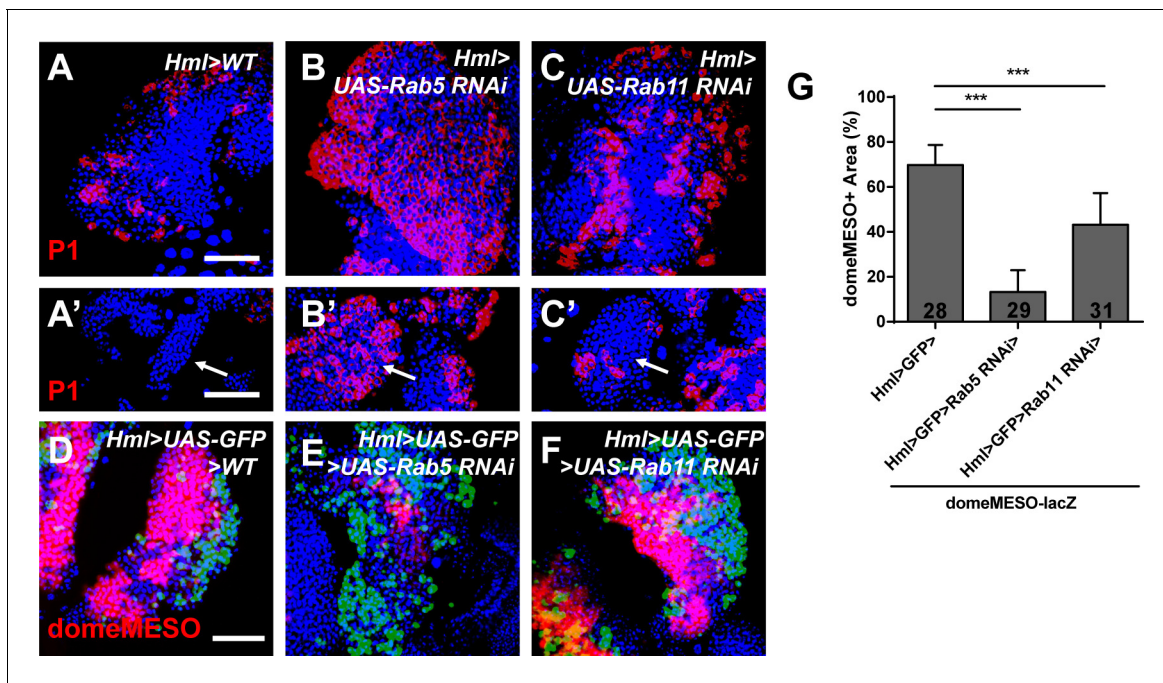 A
Hml>WT
P1
B
Hml>
UAS-Rab5 RNAi
C
Hml>
UAS-Rab11 RNAi
A'
P1
B'
C'
D
Hml>UAS-GFP
>WT
domeMESO
E
Hml>UAS-GFP
>UAS-Rab5 RNAi
F
Hml>UAS-GFP
>UAS-Rab11 RNAi
G
***
***
domeMESO+ Area (%)
100
80
60
40
20
0
28
29
31
Hml>GFP>
Hml>GFP>Rab5 RNAi>
Hml>GFP>Rab11 RNAi>
domeMESO-lacZ